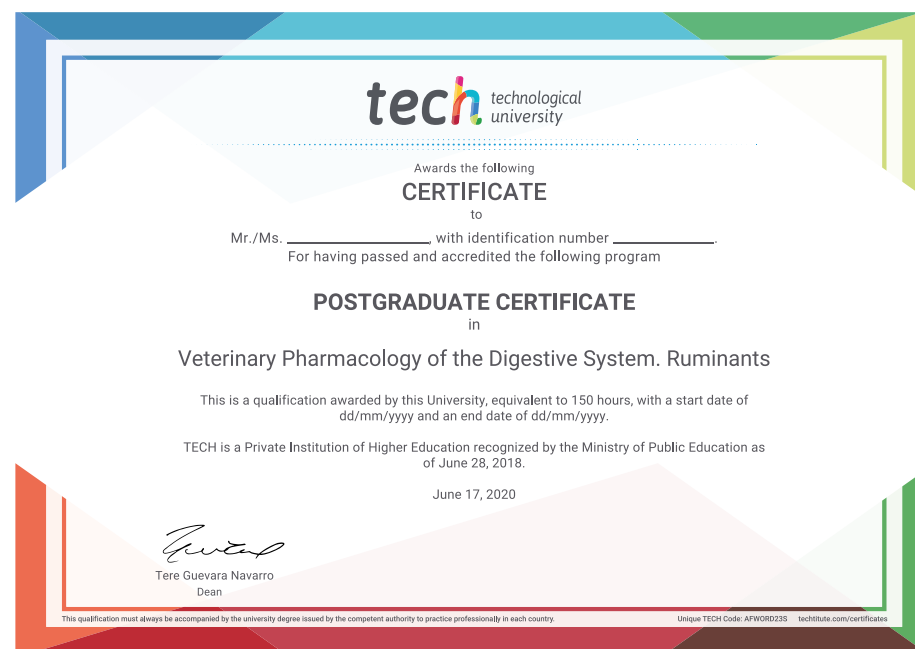 tech technological
university
Awards the following
CERTIFICATE
to
Mr./Ms. ____________, with identification number ____________.
For having passed and accredited the following program
POSTGRADUATE CERTIFICATE
in
Veterinary Pharmacology of the Digestive System. Ruminants
This is a qualification awarded by this University, equivalent to 150 hours, with a start date of
dd/mm/yyyy and an end date of dd/mm/yyyy.
TECH is a Private Institution of Higher Education recognized by the Ministry of Public Education as
of June 28, 2018.
June 17, 2020
Tere Guevara Navarro
Dean
This qualification must always be accompanied by the university degree issued by the competent authority to practice professionally in each country.
Unique TECH Code: AFWORD23S techtitute.com/certificates